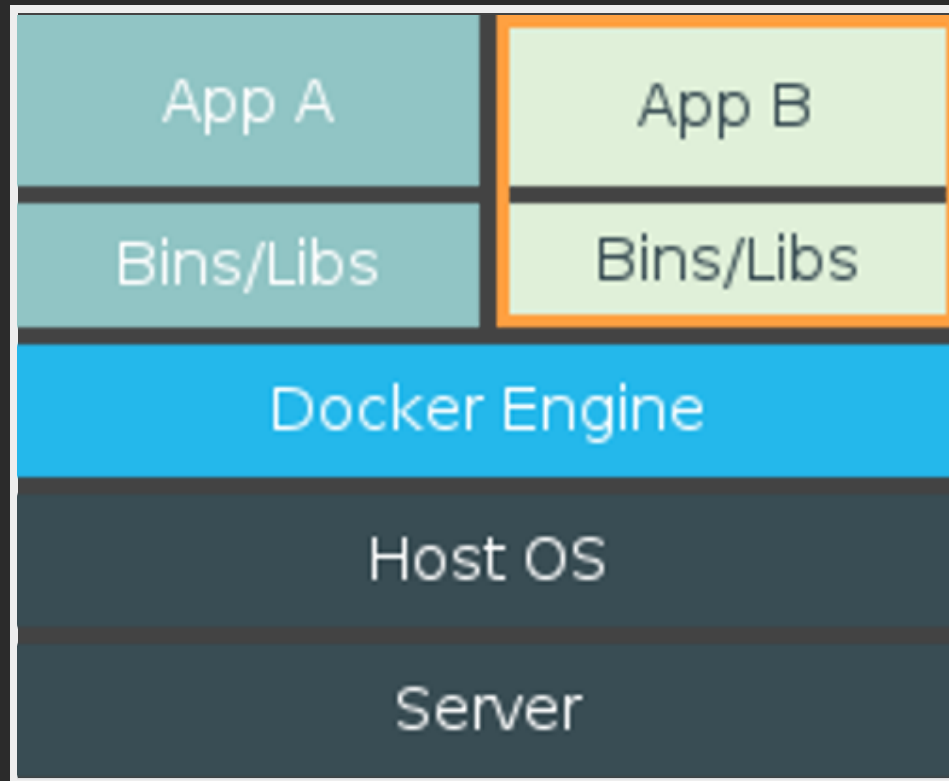 App A
App B
Bins/Libs
Bins/Libs
Docker Engine
Host OS
Server